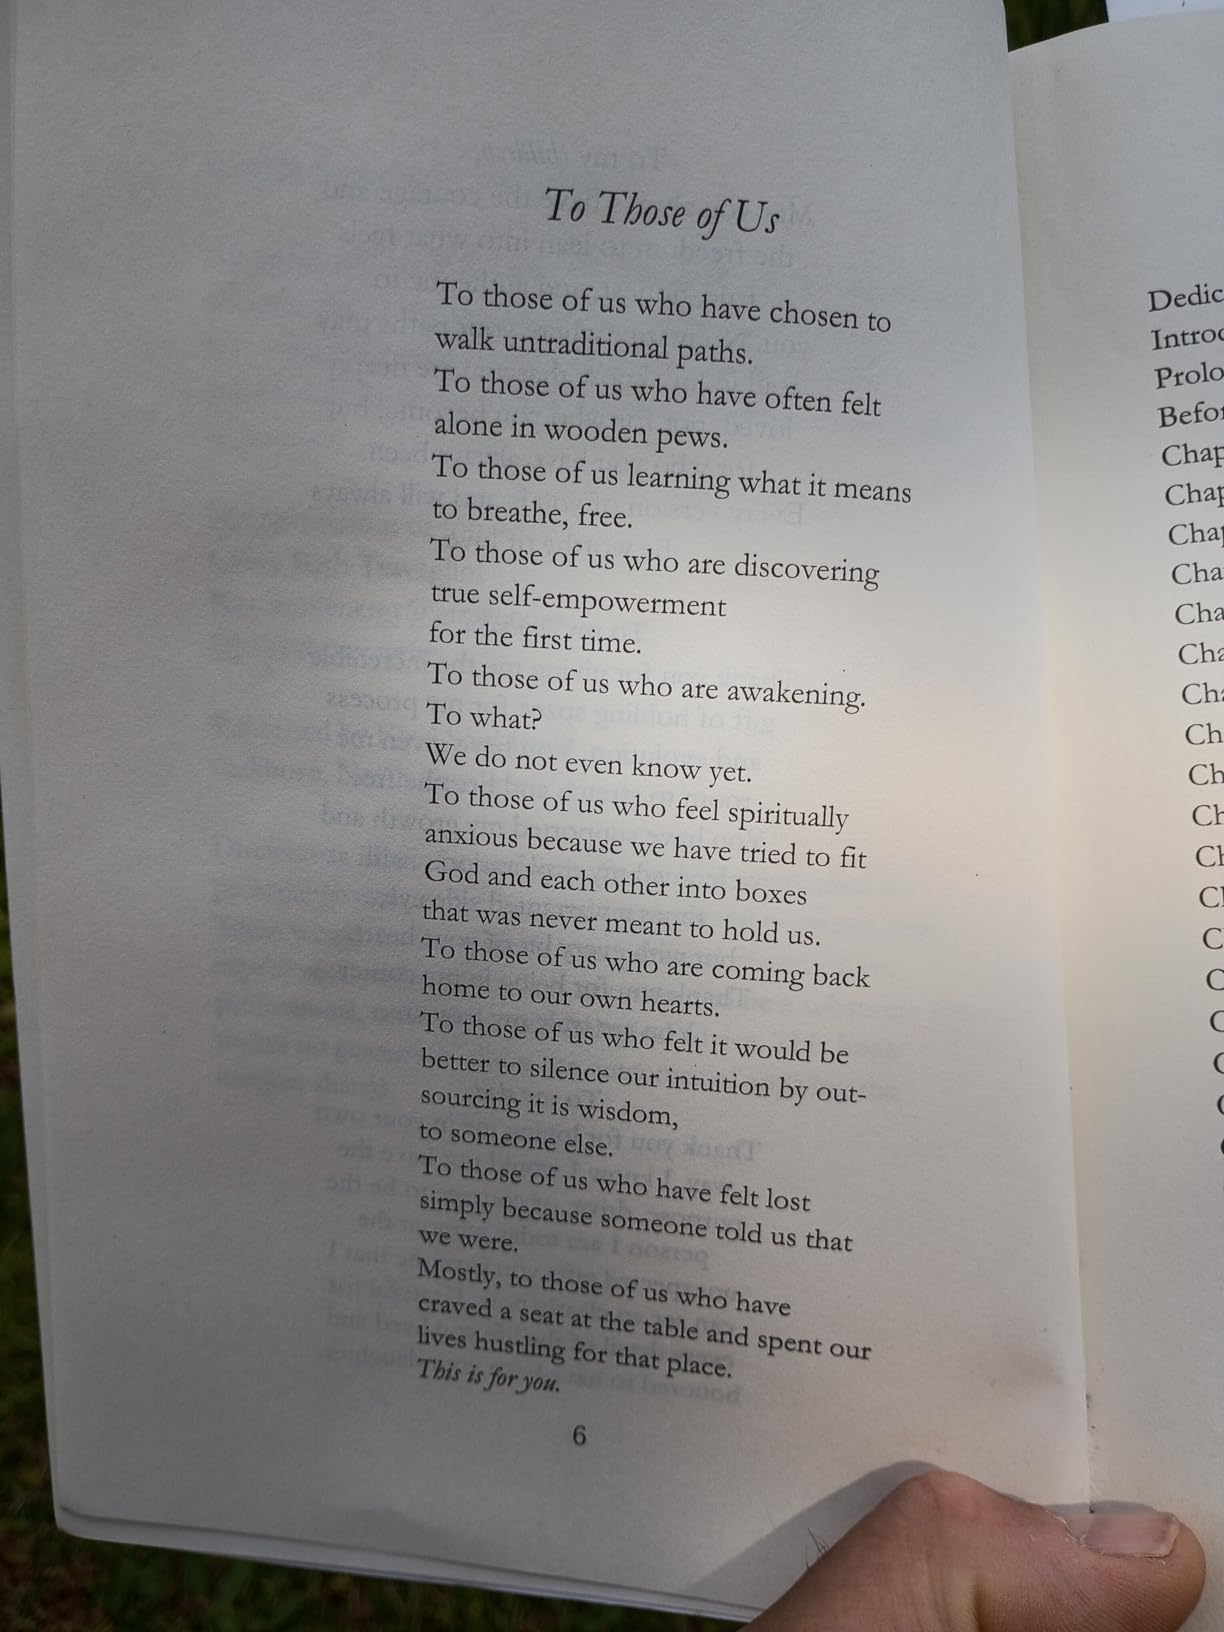 To Those of Us
To those of us who have chosen to
walk untraditional paths.
To those of us who have often felt
alone in wooden pews.
To those of us learning what it means
to breathe, free.
To those of us who are discovering
true self-empowerment
for the first time.
To those of us who are awakening.
To what?
We do not even know yet.
To those of us who feel spiritually
anxious because we have tried to fit
God and each other into boxes
that was never meant to hold us.
To those of us who are coming back
home to our own hearts.
To those of us who felt it would be
better to silence our intuition by out-
sourcing it is wisdom,
to someone else.
To those of us who have felt lost
simply because someone told us that
we were.
Mostly, to those of us who have
craved a seat at the table and spent our
lives hustling for that place.
This is for you.
6
Dedic
Introd
Prolo
Befor
Chap
Chap
Chap
Cha
Cha
Cha
Cha
Ch
Ch
Ch
Ch
Cl
C
C
C